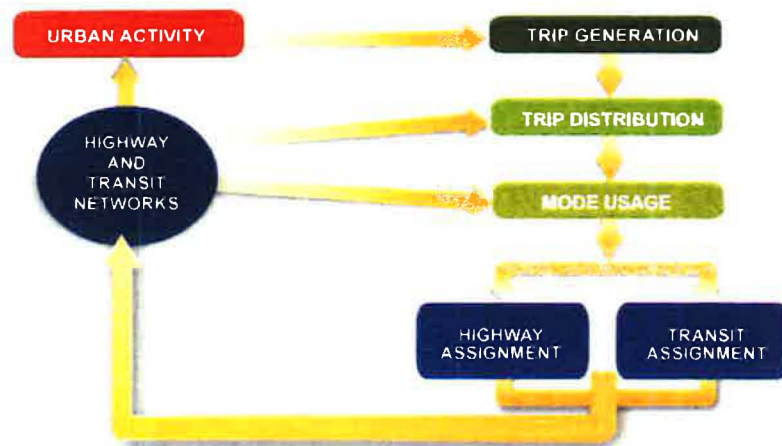 URBAN ACTIVITY
TRIP GENERATION
HIGHWAY
AND
TRANSIT
NETWORKS
TRIP DISTRIBUTION
MODE USAGE
HIGHWAY
ASSIGNMENT
TRANSIT
ASSIGNMENT